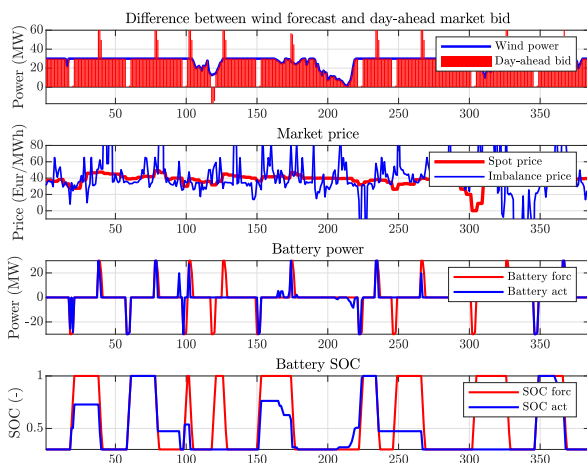 Difference between wind forecast and day-ahead market bid
Power (MW)
60
40
20
0
Wind power
Day-ahead bid
50 100 150 200 250 300 350
Market price
Price (Eur/MWh)
80
60
40
20
0
Spot price
Imbalance price
50 100 150 200 250 300 350
Battery power
Power (MW)
20
0
-20
Battery forc
Battery act
50 100 150 200 250 300 350
Battery SOC
SOC (-)
1
0.5
SOC forc
SOC act
50 100 150 200 250 300 350